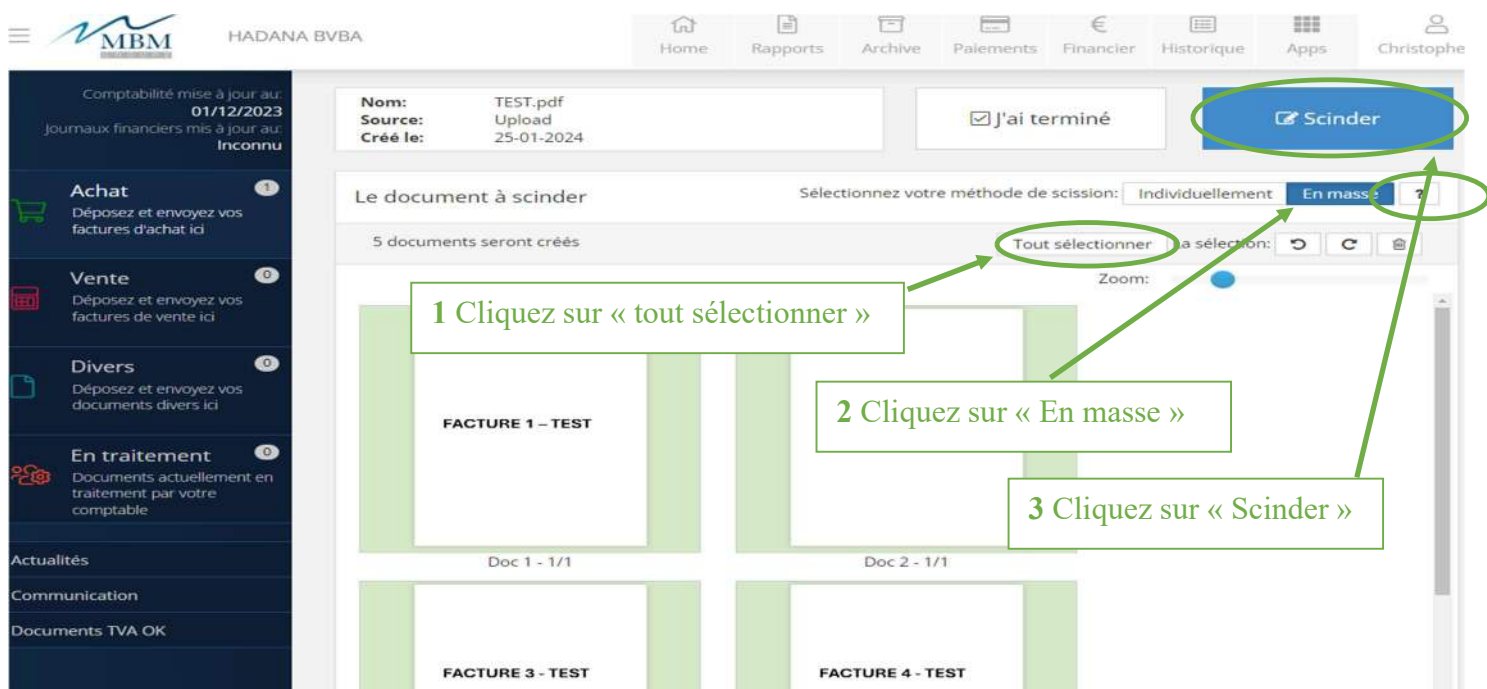 MBM
HADANA BVBA
Home
Rapports
Archive
Paiements
Financier
Historique
Apps
Christophe
Comptabilité mise à jour au:
01/12/2023
Journaux financiers mis à jour au:
Inconnu
Achat
1
Déposez et envoyez vos
factures d'achat ici
Vente
0
Déposez et envoyez vos
factures de vente ici
Divers
0
Déposez et envoyez vos
documents divers ici
En traitement
0
Documents actuellement en
traitement par votre
comptable
Actualités
Communication
Documents TVA OK
Nom: TEST.pdf
Source: Upload
Créé le: 25-01-2024
J'ai terminé
Scinder
Le document à scinder
Sélectionnez votre méthode de scission:
Individuellement
En masse
?
5 documents seront créés
Tout sélectionner
La sélection:
Zoom:
1 Cliquez sur « tout sélectionner »
2 Cliquez sur « En masse »
3 Cliquez sur « Scinder »
FACTURE 1 – TEST
Doc 1 - 1/1
Doc 2 - 1/1
FACTURE 3 - TEST
FACTURE 4 - TEST